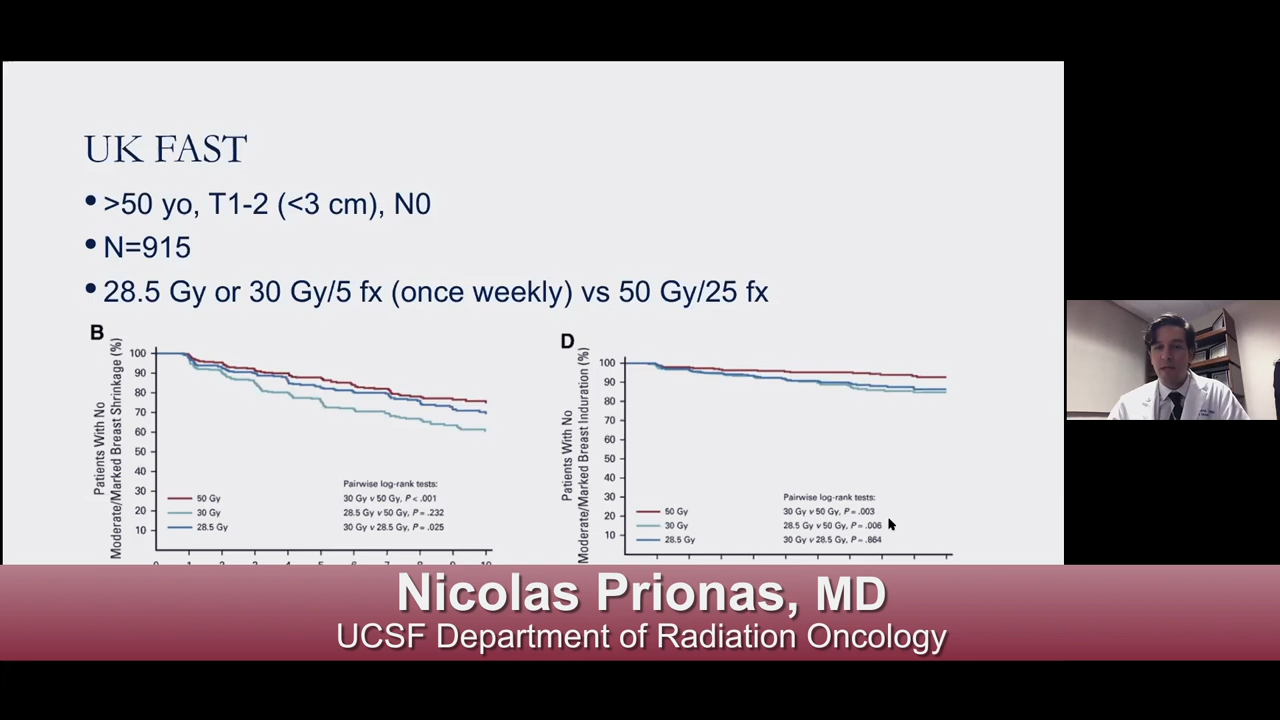 UK FAST
• >50 yo, T1-2 (<3 cm), N0
• N=915
• 28.5 Gy or 30 Gy/5 fx (once weekly) vs 50 Gy/25 fx
B
Patients With No
Moderate/Marked Breast Shrinkage (%)
100
90
80
70
60
50
40
30
20
10
50 Gy
30 Gy
28.5 Gy
Pairwise log-rank tests:
30 Gy v 50 Gy, P < .001
28.5 Gy v 50 Gy, P = .232
30 Gy v 28.5 Gy, P = .025
D
Patients With No
Moderate/Marked Breast Induration (%)
100
90
80
70
60
50
40
30
20
10
50 Gy
30 Gy
28.5 Gy
Pairwise log-rank tests:
30 Gy v 50 Gy, P = .003
28.5 Gy v 50 Gy, P = .006
30 Gy v 28.5 Gy, P = .864
Nicolas Prionas, MD
UCSF Department of Radiation Oncology